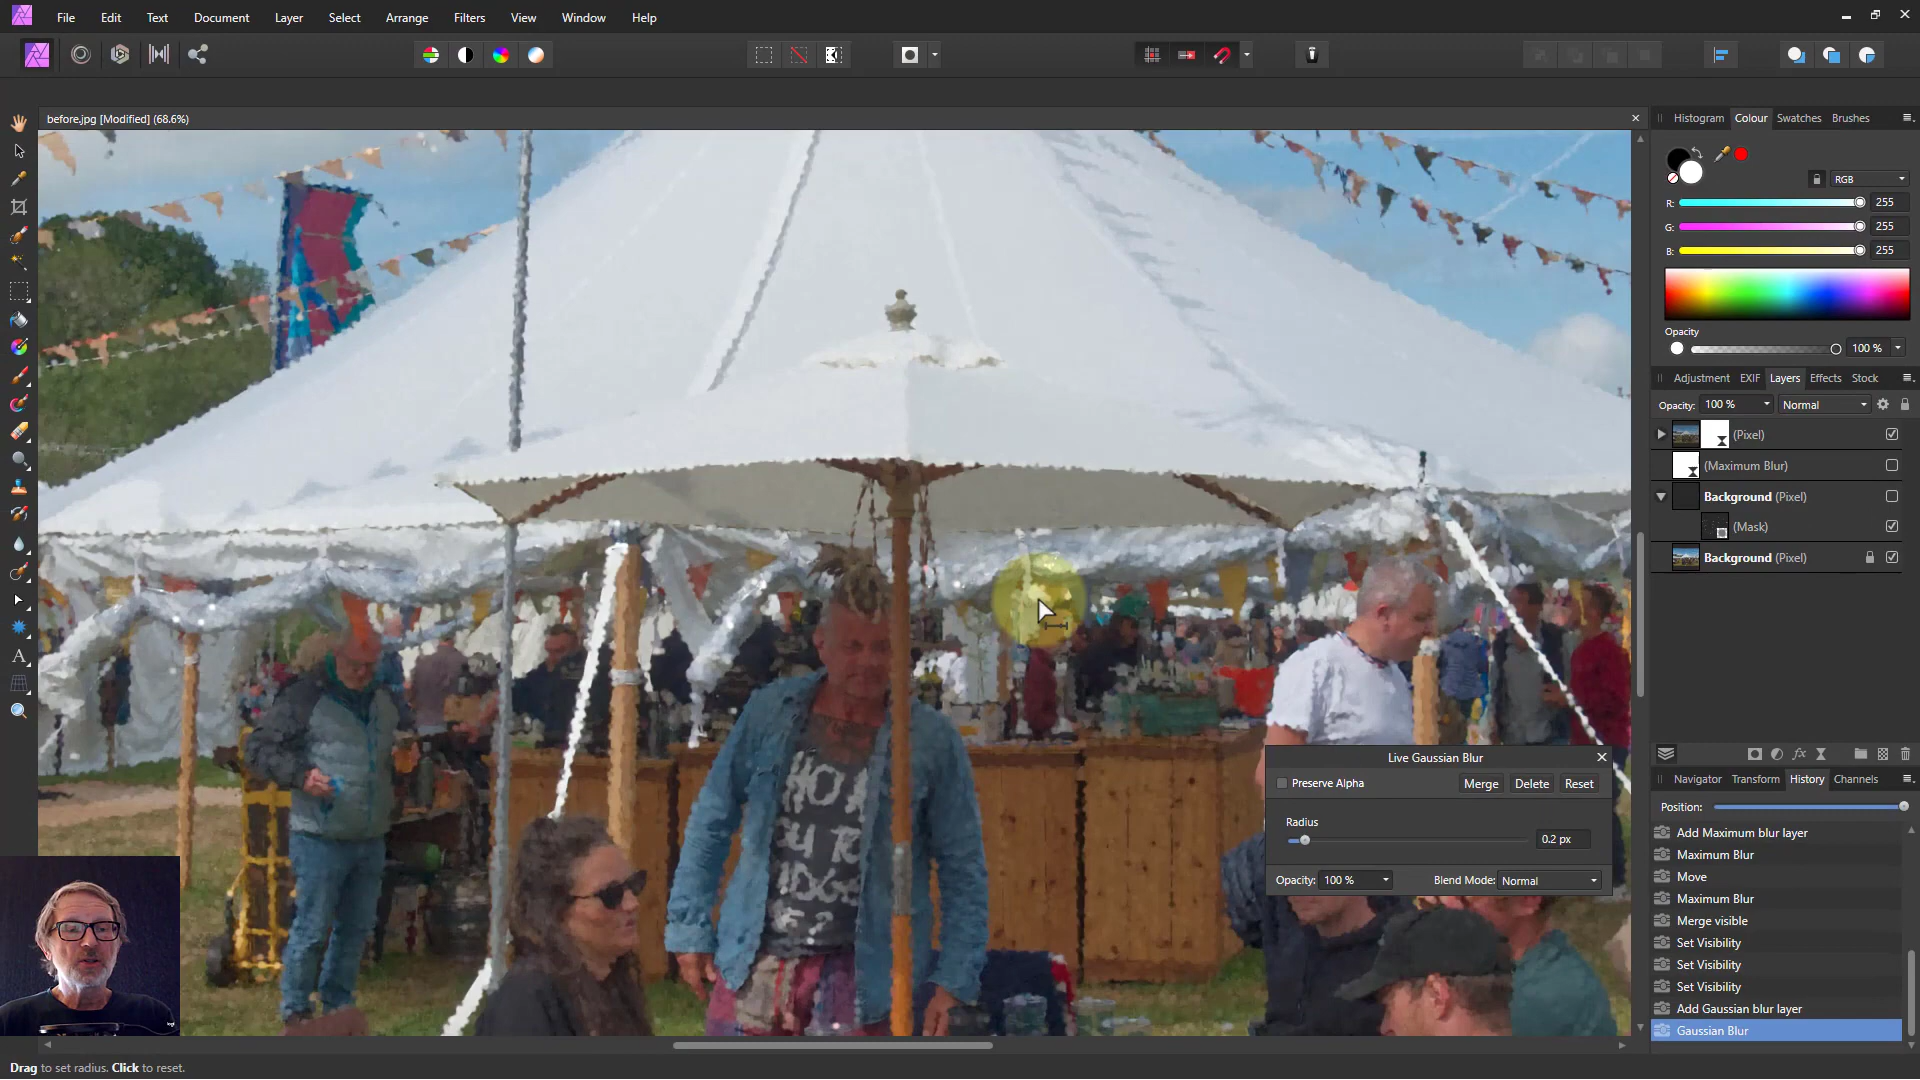 File Edit Text Document Layer Select Arrange Filters View Window Help
before.jpg [Modified] (68.6%)
Histogram Colour Swatches Brushes
RGB
R: 255
G: 255
B: 255
Opacity
100 %
Adjustment EXIF Layers Effects Stock
Opacity: 100 % Normal
(Pixel)
(Maximum Blur)
Background (Pixel)
(Mask)
Background (Pixel)
Live Gaussian Blur
Preserve Alpha Merge Delete Reset
Radius
0.2 px
Opacity: 100 % Blend Mode: Normal
Navigator Transform History Channels
Position:
Add Maximum blur layer
Maximum Blur
Move
Maximum Blur
Merge visible
Set Visibility
Set Visibility
Set Visibility
Add Gaussian blur layer
Gaussian Blur
Drag to set radius. Click to reset.